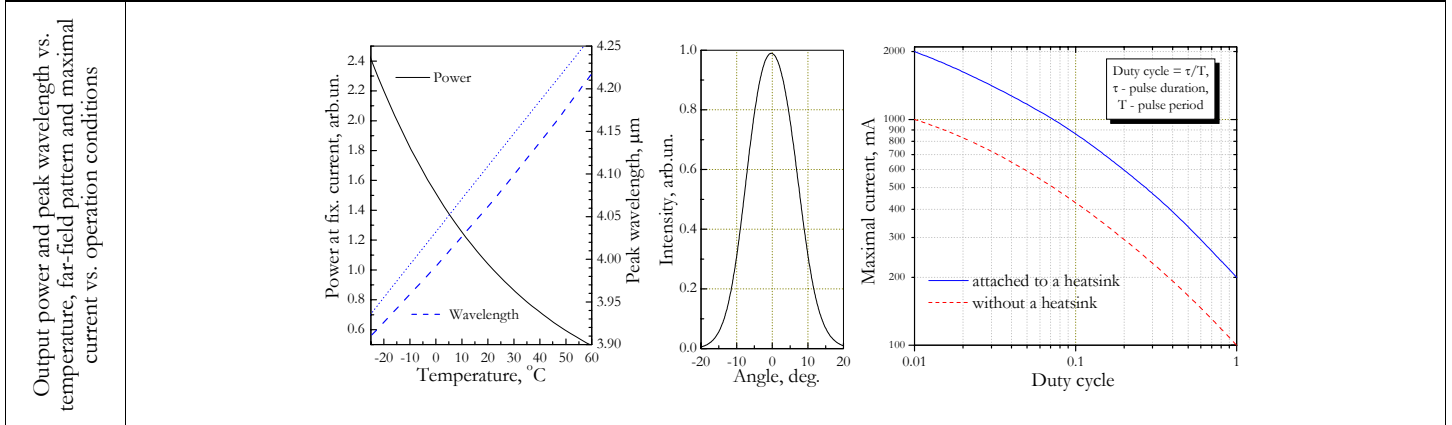 Output power and peak wavelength vs.
temperature, far-field pattern and maximal
current vs. operation conditions
Power at fix. current, arb.un.
2.4
2.2
2.0
1.8
1.6
1.4
1.2
1.0
0.8
0.6
Power
Wavelength
-20 -10 0 10 20 30 40 50 60
Temperature, °C
4.25
4.20
4.15
4.10
4.05
4.00
3.95
3.90
Peak wavelength, µm
Intensity, arb.un.
1.0
0.8
0.6
0.4
0.2
0.0
-20 -10 0 10 20
Angle, deg.
Maximal current, mA
2000
1000
900
800
700
600
500
400
300
200
100
Duty cycle = τ/T,
τ - pulse duration,
T - pulse period
attached to a heatsink
without a heatsink
0.01 0.1 1
Duty cycle